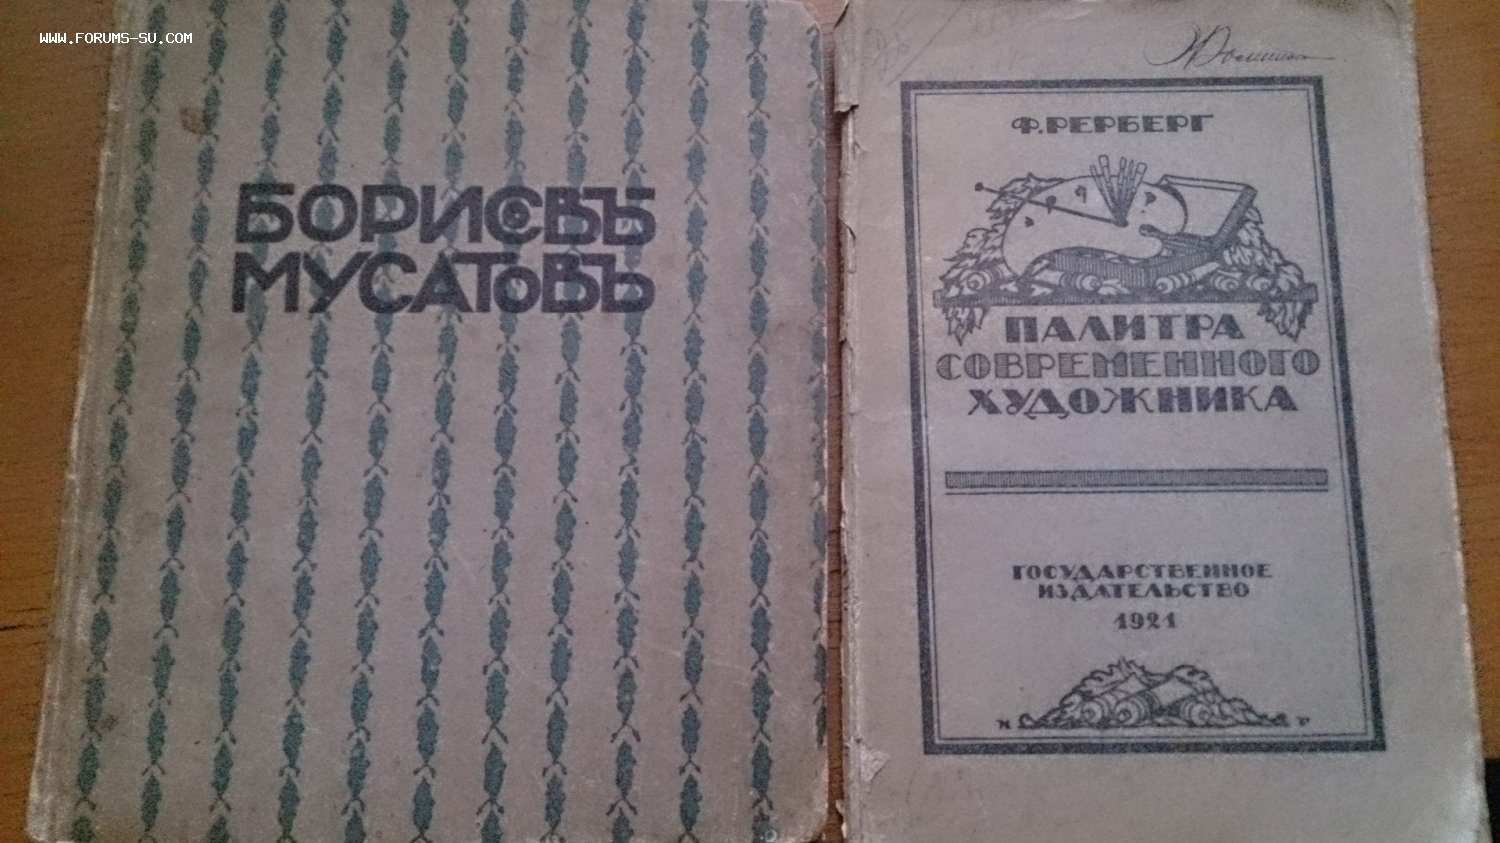 WWW.FORUMS-SU.COM
БОРИСОВЪ
МУСАТОВЪ
Ф. РЕРБЕРГ
ПАЛИТРА
СОВРЕМЕННОГО
ХУДОЖНИКА
ГОСУДАРСТВЕННОЕ
ИЗДАТЕЛЬСТВО
1921